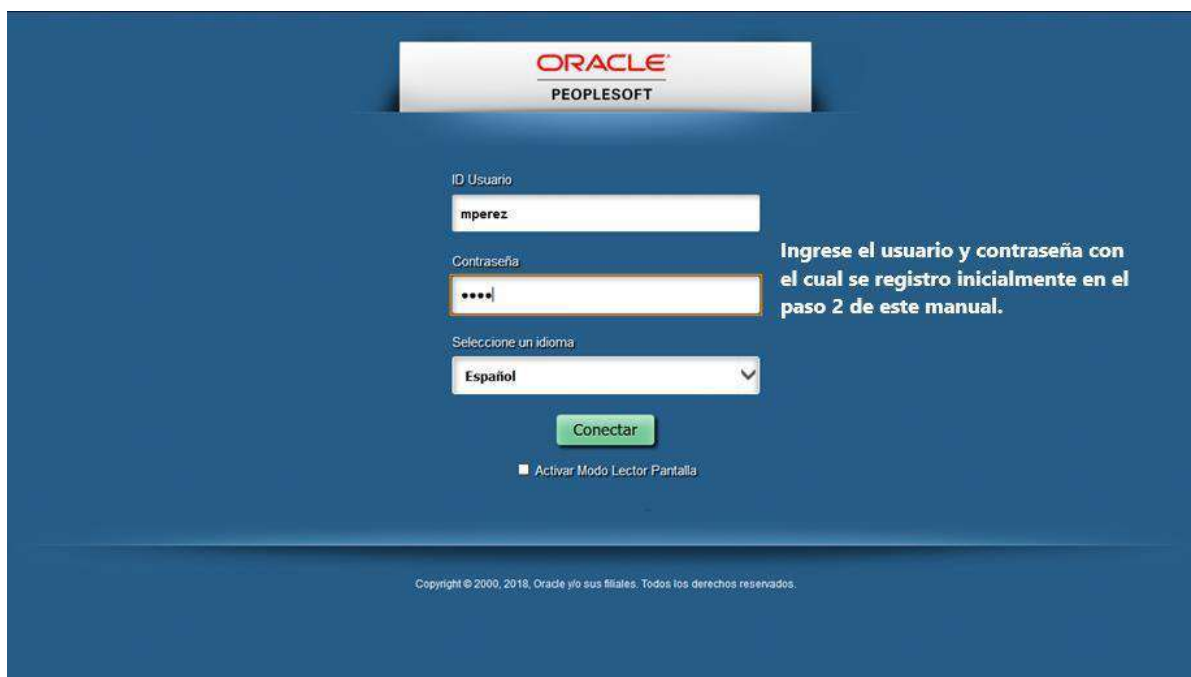 ORACLE
PEOPLESOFT
ID Usuario
mperez
Contraseña
Ingrese el usuario y contraseña con
el cual se registro inicialmente en el
paso 2 de este manual.
Seleccione un idioma
Español
Conectar
Activar Modo Lector Pantalla
Copyright © 2000, 2018, Oracle y/o sus filiales. Todos los derechos reservados.